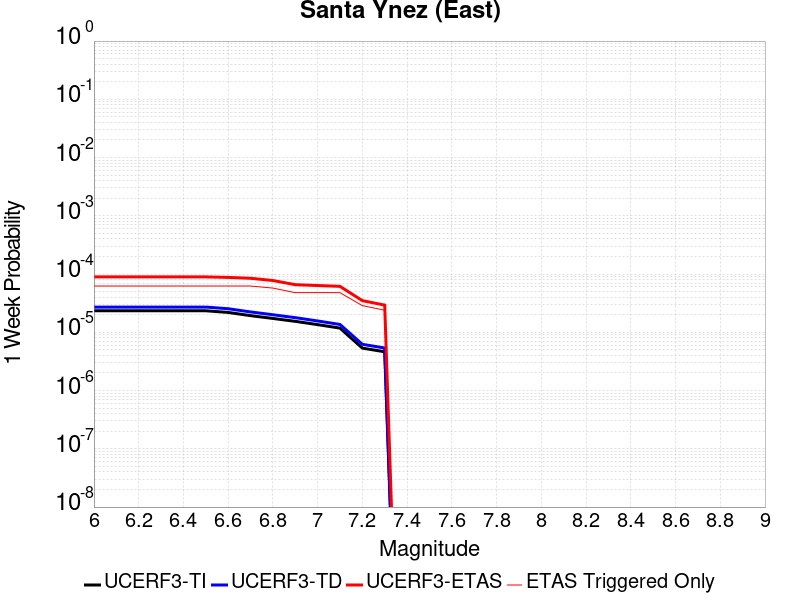 Santa Ynez (East)
10^0
10^-1
10^-2
10^-3
10^-4
10^-5
10^-6
10^-7
10^-8
1 Week Probability
6 6.2 6.4 6.6 6.8 7 7.2 7.4 7.6 7.8 8 8.2 8.4 8.6 8.8 9
Magnitude
UCERF3-TI UCERF3-TD UCERF3-ETAS ETAS Triggered Only